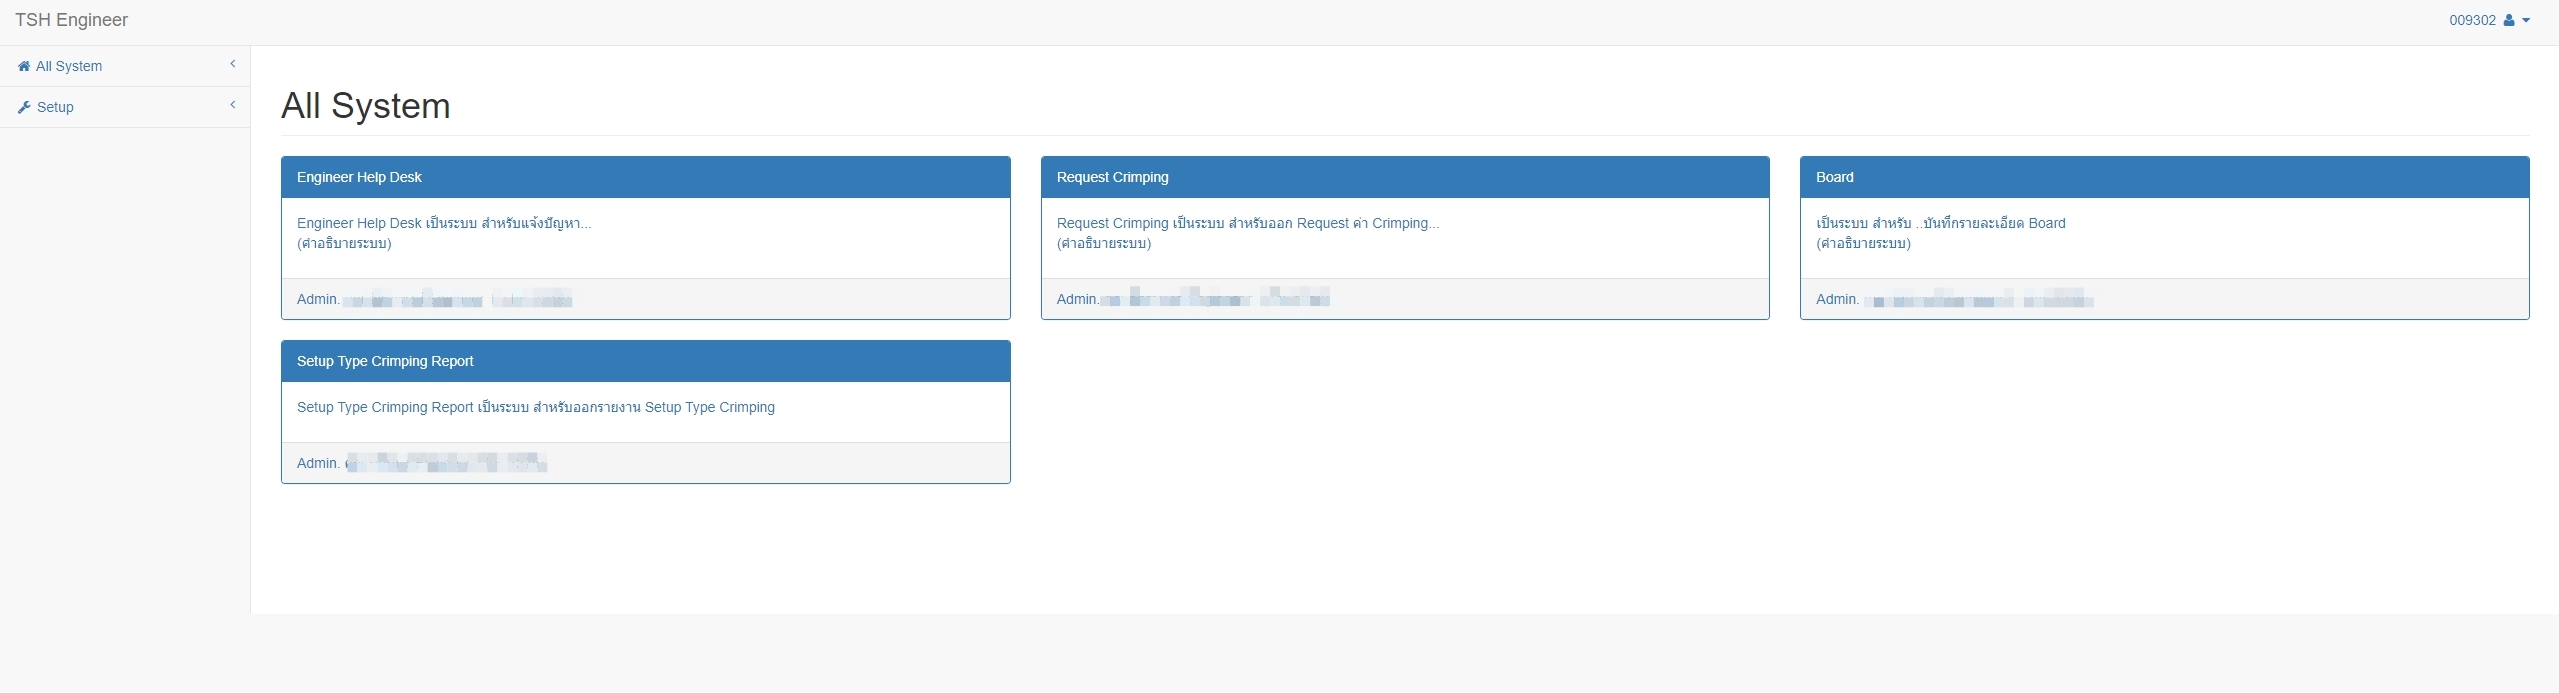 TSH Engineer
009302
All System
Setup
All System
Engineer Help Desk
Engineer Help Desk เป็นระบบ สำหรับแจ้งปัญหา...
(คำอธิบายระบบ)
Admin.
Request Crimping
Request Crimping เป็นระบบ สำหรับออก Request ค่า Crimping...
(คำอธิบายระบบ)
Admin.
Board
เป็นระบบ สำหรับ ..บันทึกรายละเอียด Board
(คำอธิบายระบบ)
Admin.
Setup Type Crimping Report
Setup Type Crimping Report เป็นระบบ สำหรับออกรายงาน Setup Type Crimping
Admin.